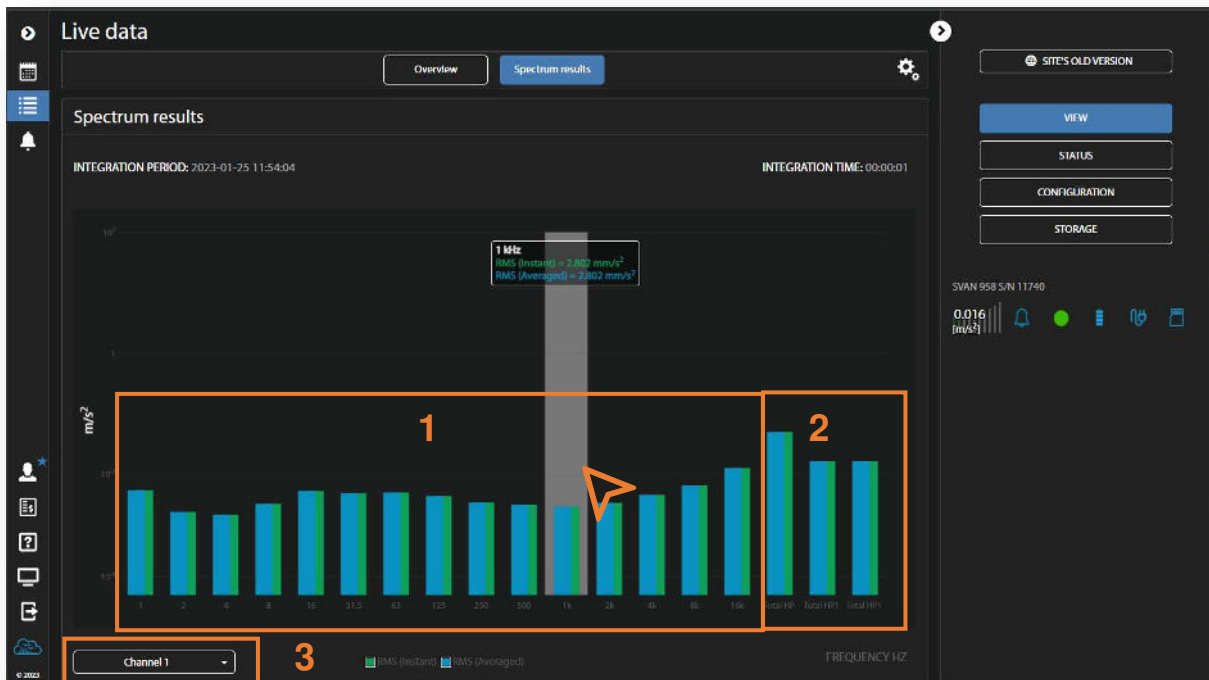 Live data
Overview
Spectrum results
SITE'S OLD VERSION
Spectrum results
VIEW
STATUS
CONFIGURATION
STORAGE
INTEGRATION PERIOD: 2023-01-25 11:54:04
INTEGRATION TIME: 00:00:01
1 kHz
RMS (Instant) = 2.802 mm/s²
RMS (Averaged) = 2.802 mm/s²
SVAN 958 S/N 11740
0.016
[m/s²]
1
m/s²
1
2
1 2 4 8 16 31.5 63 125 250 500 1k 2k 4k 8k 16k Total HP Total HP1 Total HP1
Channel 1
3
RMS (Instant) RMS (Averaged)
FREQUENCY HZ
© 2023